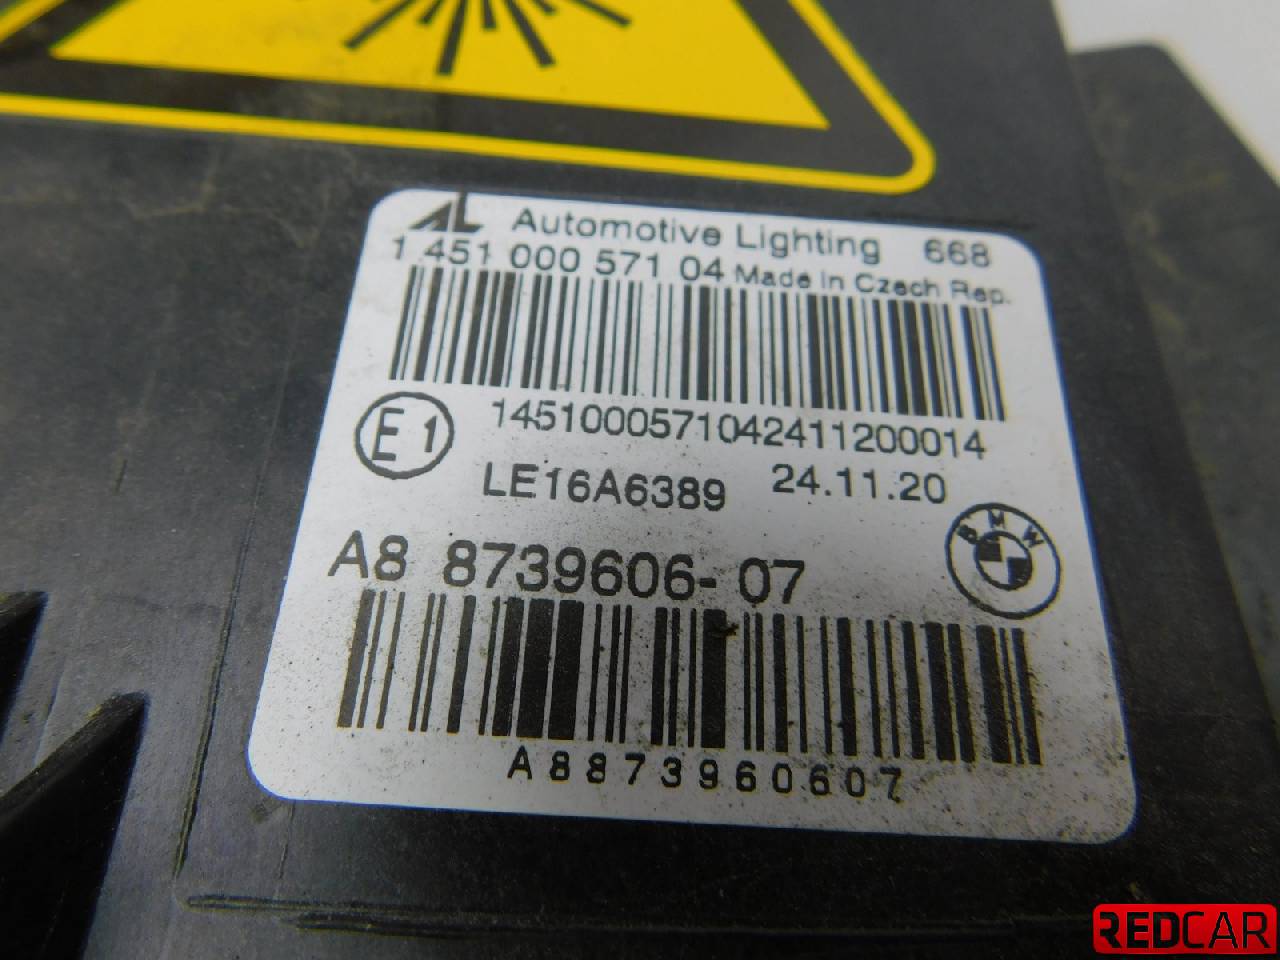 AL Automotive Lighting 668
1 451 000 571 04 Made in Czech Rep.
E1 1451000571042411200014
LE16A6389 24.11.20
BMW
A8 8739606-07
A8873960607
REDCAR